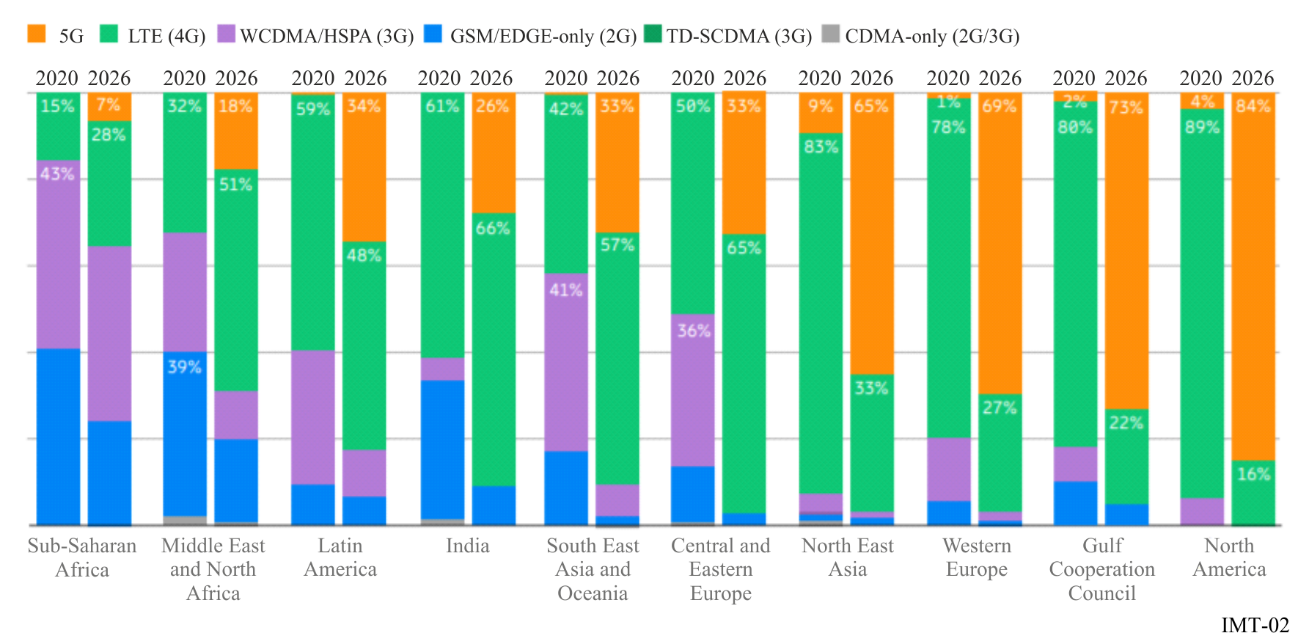 5G LTE (4G) WCDMA/HSPA (3G) GSM/EDGE-only (2G) TD-SCDMA (3G) CDMA-only (2G/3G)
2020 2026 2020 2026 2020 2026 2020 2026 2020 2026 2020 2026 2020 2026 2020 2026 2020 2026 2020 2026
15% 7% 32% 18% 59% 34% 61% 26% 42% 33% 50% 33% 9% 65% 1% 69% 2% 73% 4% 84%
28% 78% 80% 89%
83%
43% 51%
66%
57% 65%
48%
41%
36%
39%
33%
27%
22%
16%
Sub-Saharan
Africa
Middle East
and North
Africa
Latin
America
India
South East
Asia and
Oceania
Central and
Eastern
Europe
North East
Asia
Western
Europe
Gulf
Cooperation
Council
North
America
IMT-02